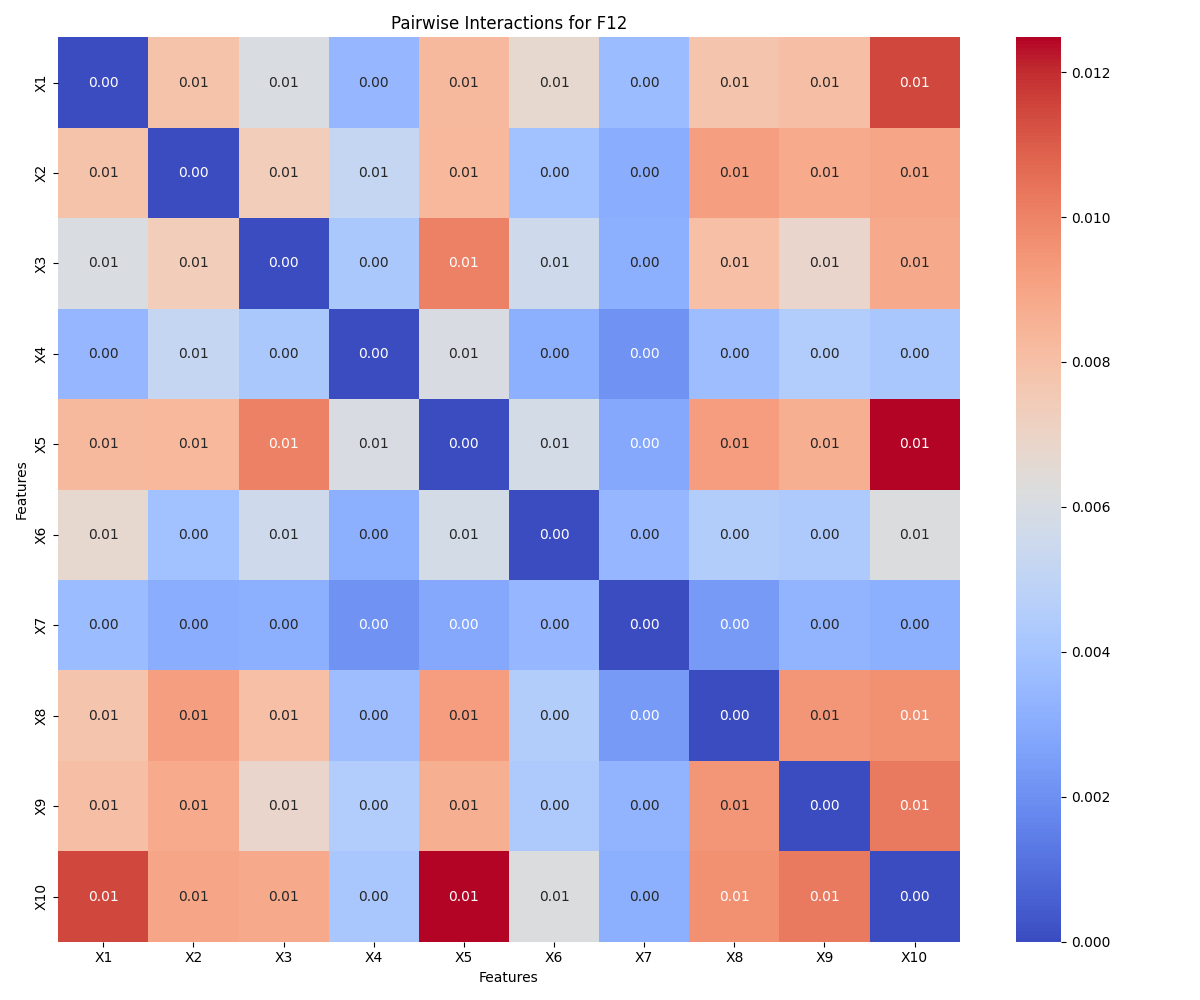 Pairwise Interactions for F12
X1 0.00 0.01 0.01 0.00 0.01 0.01 0.00 0.01 0.01 0.01
X2 0.01 0.00 0.01 0.01 0.01 0.00 0.00 0.01 0.01 0.01
X3 0.01 0.01 0.00 0.00 0.01 0.01 0.00 0.01 0.01 0.01
X4 0.00 0.01 0.00 0.00 0.01 0.00 0.00 0.00 0.00 0.00
X5 0.01 0.01 0.01 0.01 0.00 0.01 0.00 0.01 0.01 0.01
X6 0.01 0.00 0.01 0.00 0.01 0.00 0.00 0.00 0.00 0.01
X7 0.00 0.00 0.00 0.00 0.00 0.00 0.00 0.00 0.00 0.00
X8 0.01 0.01 0.01 0.00 0.01 0.00 0.00 0.00 0.01 0.01
X9 0.01 0.01 0.01 0.00 0.01 0.00 0.00 0.01 0.00 0.01
X10 0.01 0.01 0.01 0.00 0.01 0.01 0.00 0.01 0.01 0.00
X1 X2 X3 X4 X5 X6 X7 X8 X9 X10
Features
Features
0.012
0.010
0.008
0.006
0.004
0.002
0.000